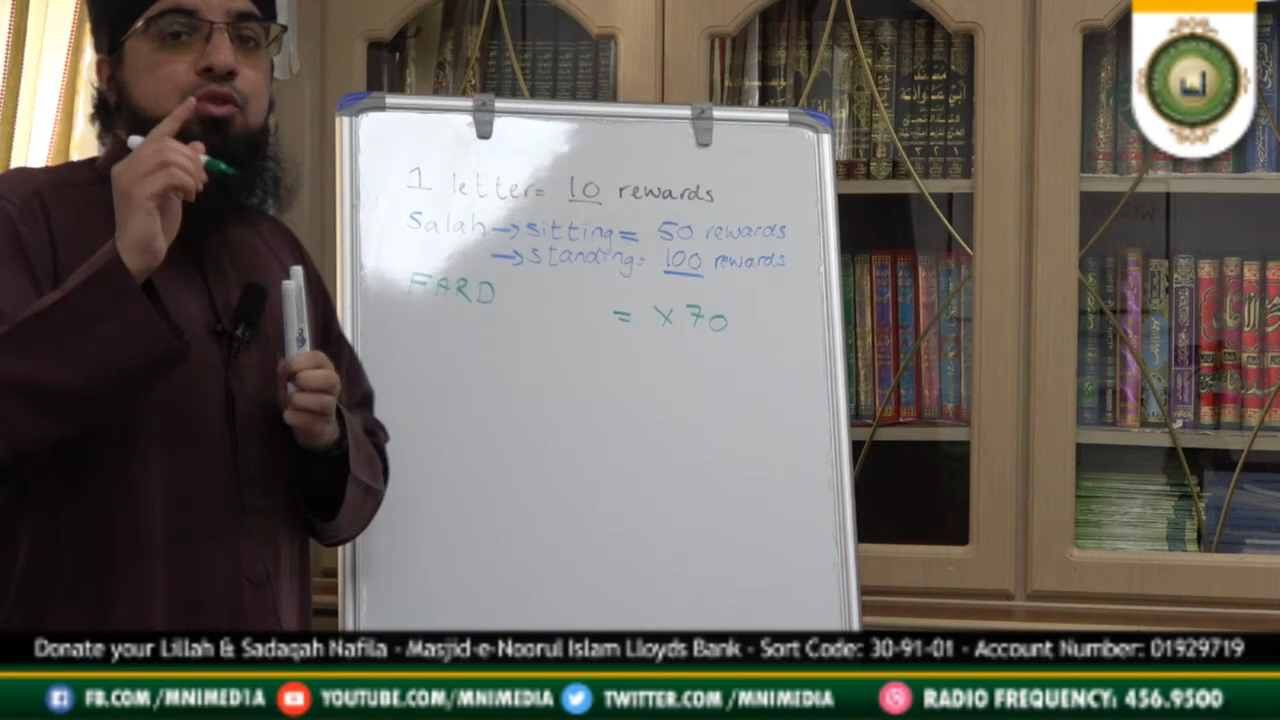 1 letter= 10 rewards
Salah → sitting = 50 rewards
→ standing = 100 rewards
FARD
= x 70
Donate your Lillah & Sadaqah Nafila - Masjid-e-Noorul Islam Lloyds Bank - Sort Code: 30-91-01 - Account Number: 01929719
FB.COM/MNIMEDIA YOUTUBE.COM/MNIMEDIA TWITTER.COM/MNIMEDIA RADIO FREQUENCY: 456.9500